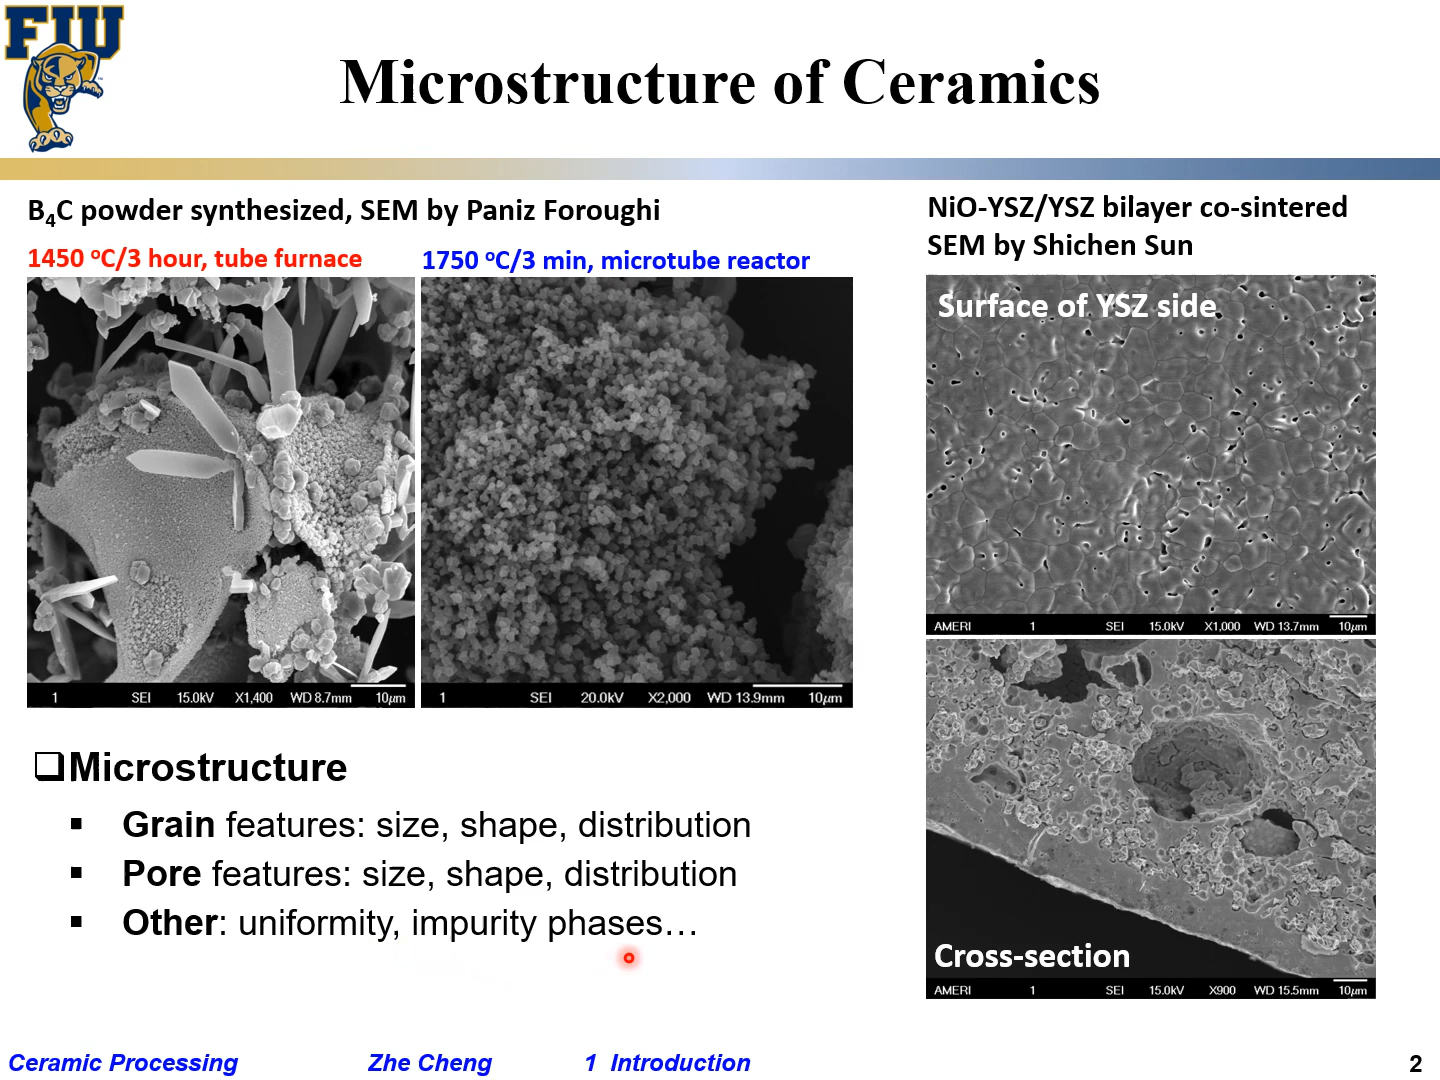 FIU
Microstructure of Ceramics
B₄C powder synthesized, SEM by Paniz Foroughi
1450 ᵒC/3 hour, tube furnace
1750 ᵒC/3 min, microtube reactor
1 SEI 15.0kV X1,400 WD 8.7mm 10µm
1 SEI 20.0kV X2,000 WD 13.9mm 10µm
NiO-YSZ/YSZ bilayer co-sintered
SEM by Shichen Sun
Surface of YSZ side
AMERI 1 SEI 15.0kV X1,000 WD 13.7mm 10µm
Cross-section
AMERI 1 SEI 15.0kV X900 WD 15.5mm 10µm
❑Microstructure
▪ Grain features: size, shape, distribution
▪ Pore features: size, shape, distribution
▪ Other: uniformity, impurity phases…
Ceramic Processing Zhe Cheng 1 Introduction 2